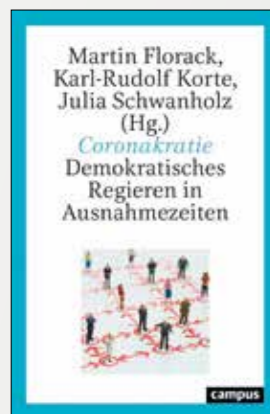 Martin Florack,
Karl-Rudolf Korte,
Julia Schwanholz
(Hg.)
Coronakratie
Demokratisches
Regieren in
Ausnahmezeiten
campus